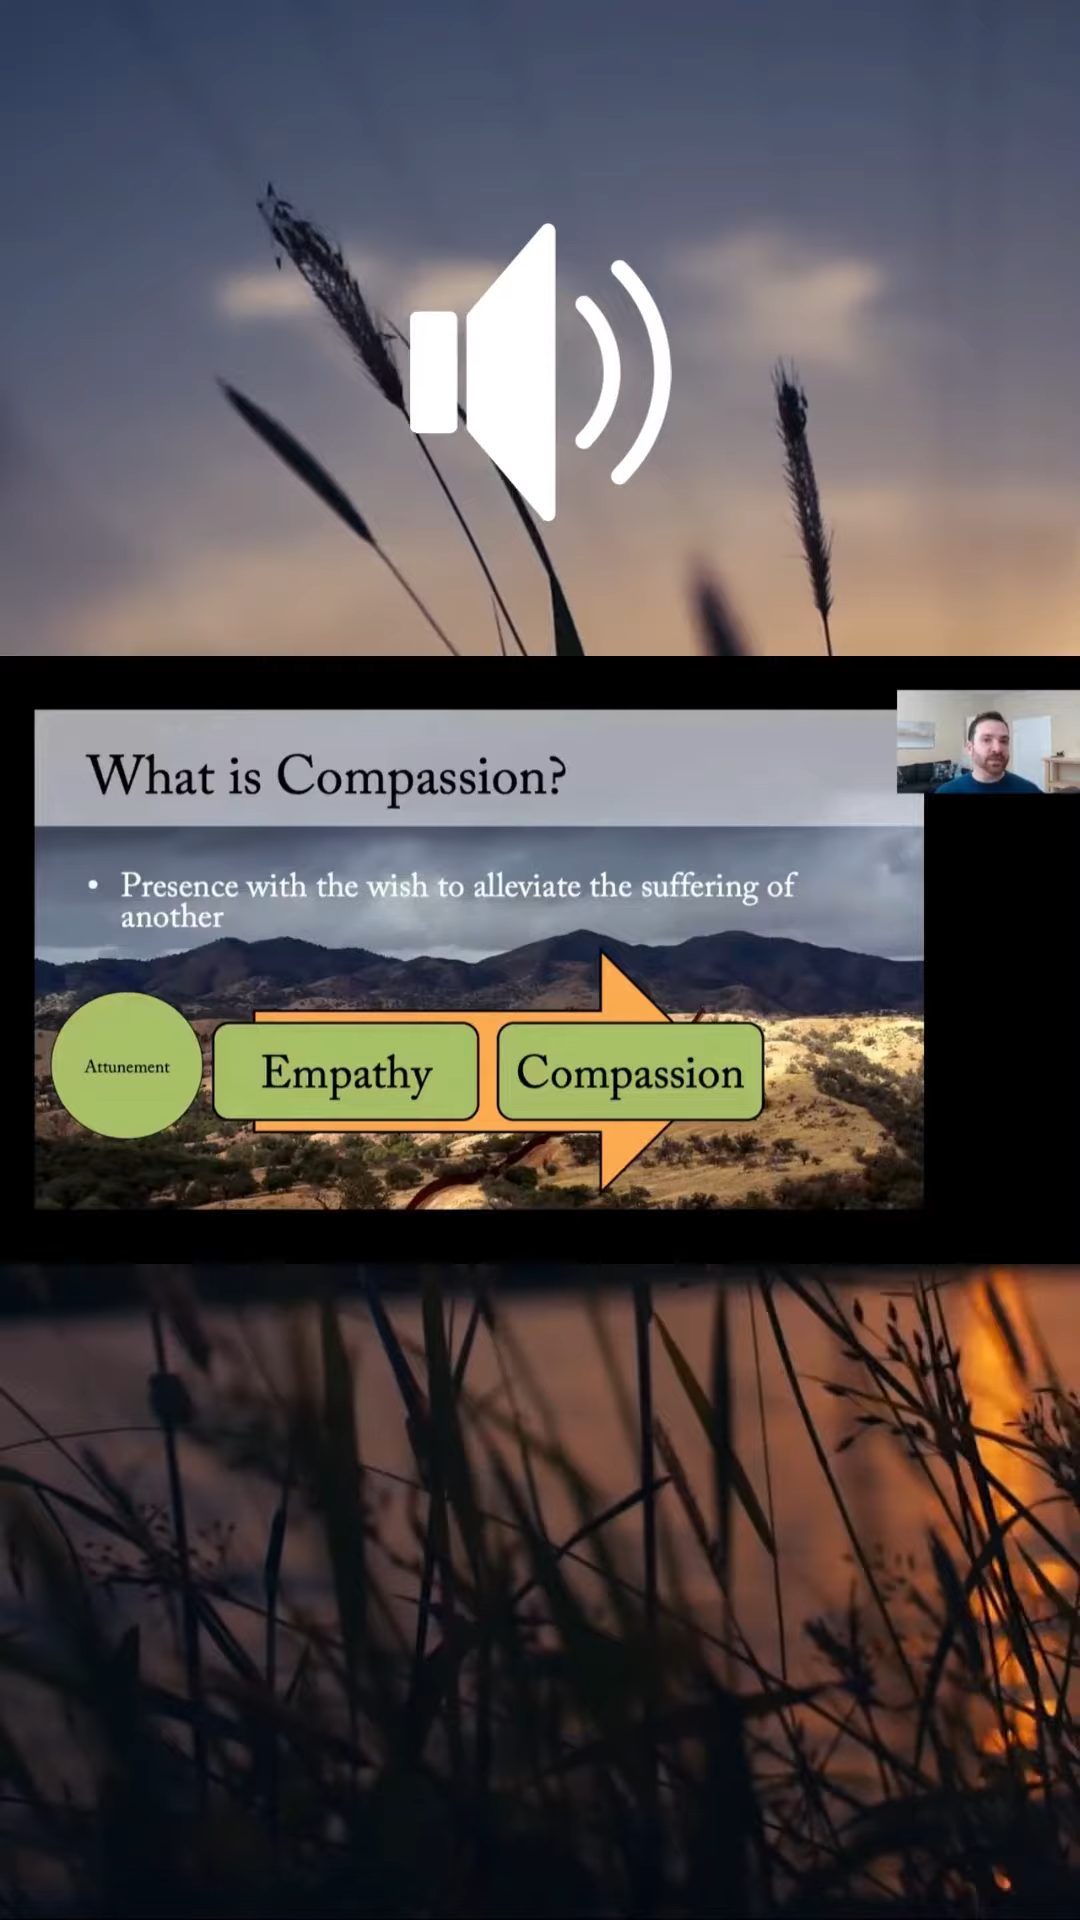 What is Compassion?
• Presence with the wish to alleviate the suffering of
another
Attunement
Empathy
Compassion